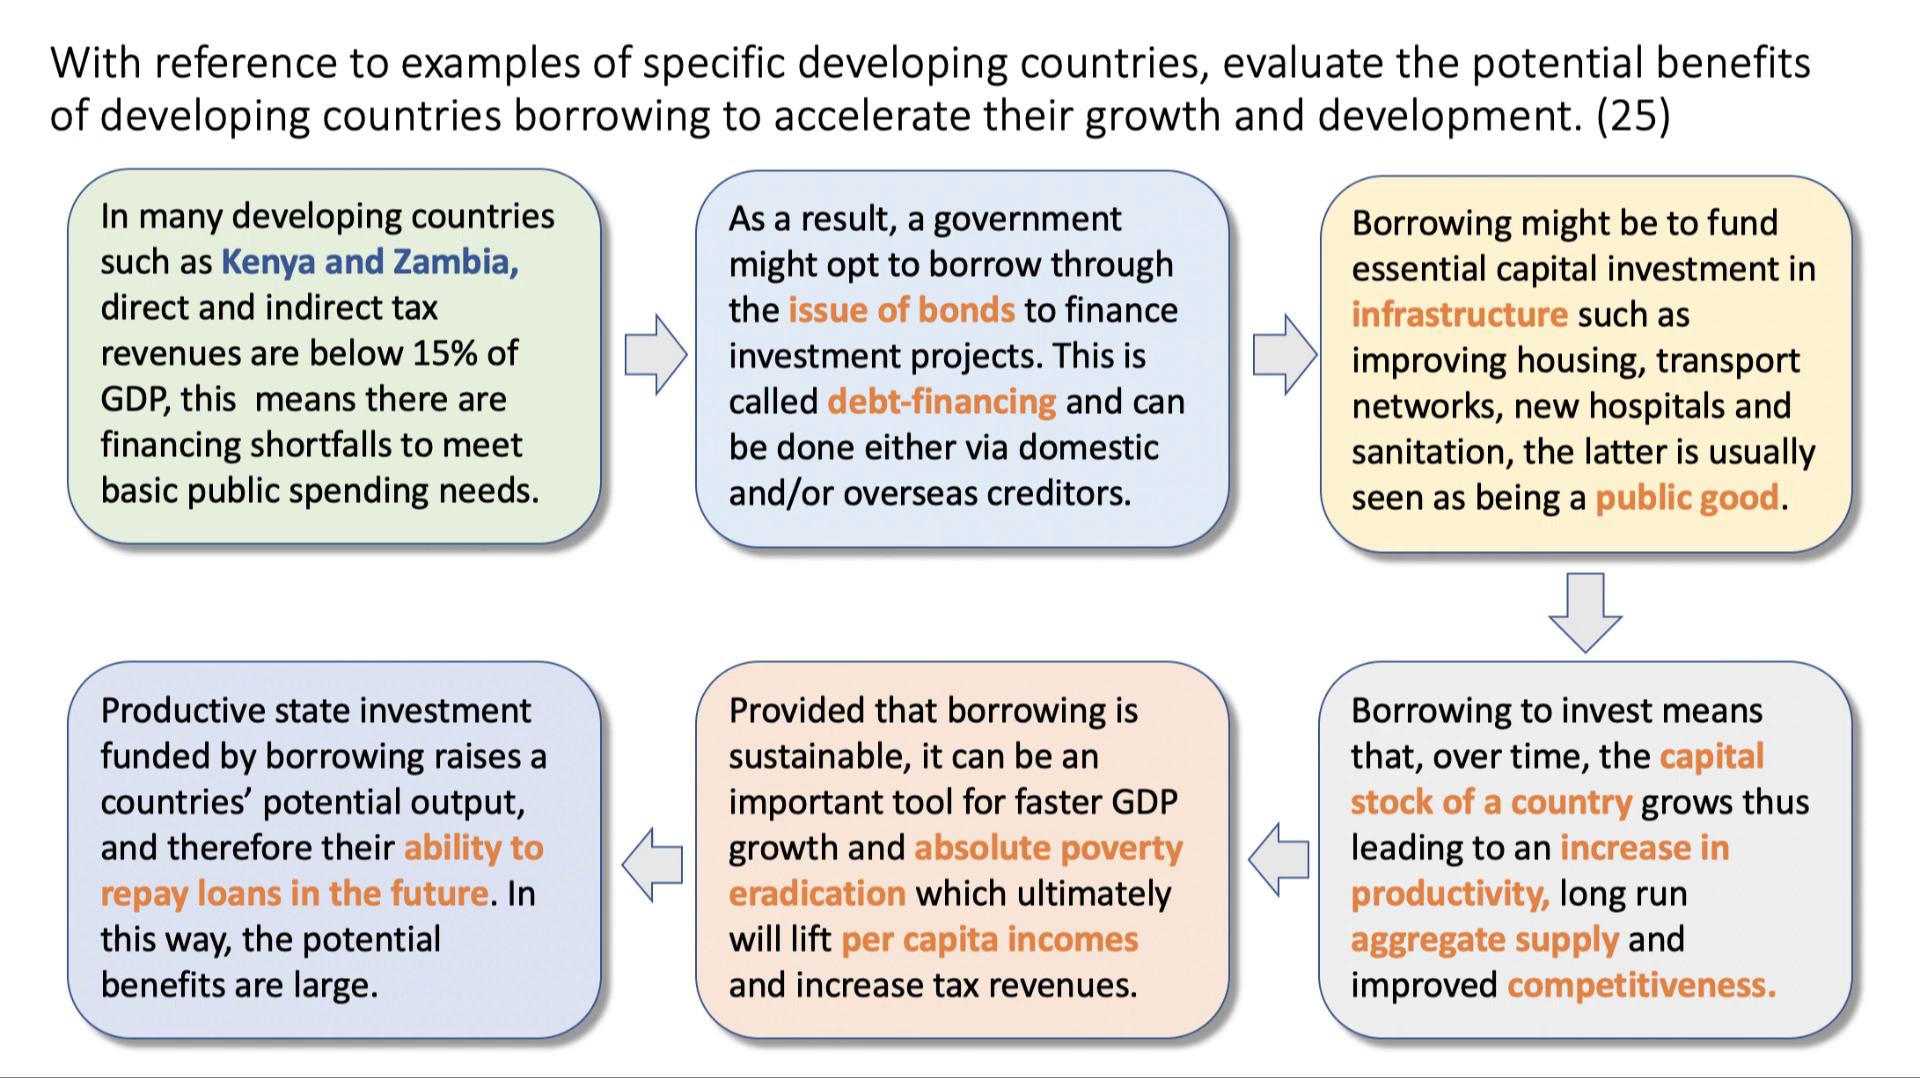 With reference to examples of specific developing countries, evaluate the potential benefits
of developing countries borrowing to accelerate their growth and development. (25)
In many developing countries
such as Kenya and Zambia,
direct and indirect tax
revenues are below 15% of
GDP, this  means there are
financing shortfalls to meet
basic public spending needs.
As a result, a government
might opt to borrow through
the issue of bonds to finance
investment projects. This is
called debt-financing and can
be done either via domestic
and/or overseas creditors.
Borrowing might be to fund
essential capital investment in
infrastructure such as
improving housing, transport
networks, new hospitals and
sanitation, the latter is usually
seen as being a public good.
Borrowing to invest means
that, over time, the capital
stock of a country grows thus
leading to an increase in
productivity, long run
aggregate supply and
improved competitiveness.
Provided that borrowing is
sustainable, it can be an
important tool for faster GDP
growth and absolute poverty
eradication which ultimately
will lift per capita incomes
and increase tax revenues.
Productive state investment
funded by borrowing raises a
countries’ potential output,
and therefore their ability to
repay loans in the future. In
this way, the potential
benefits are large.